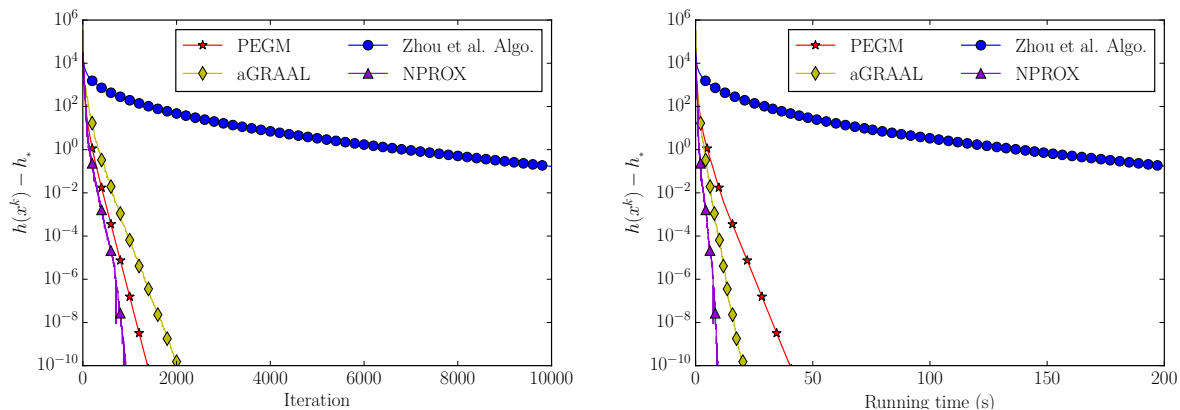 10^6
10^4
10^2
10^0
10^−2
10^−4
10^−6
10^−8
10^−10
h(x^k) − h_*
PEGM
aGRAAL
Zhou et al. Algo.
NPROX
0 2000 4000 6000 8000 10000
Iteration
10^6
10^4
10^2
10^0
10^−2
10^−4
10^−6
10^−8
10^−10
h(x^k) − h_*
PEGM
aGRAAL
Zhou et al. Algo.
NPROX
0 50 100 150 200
Running time (s)